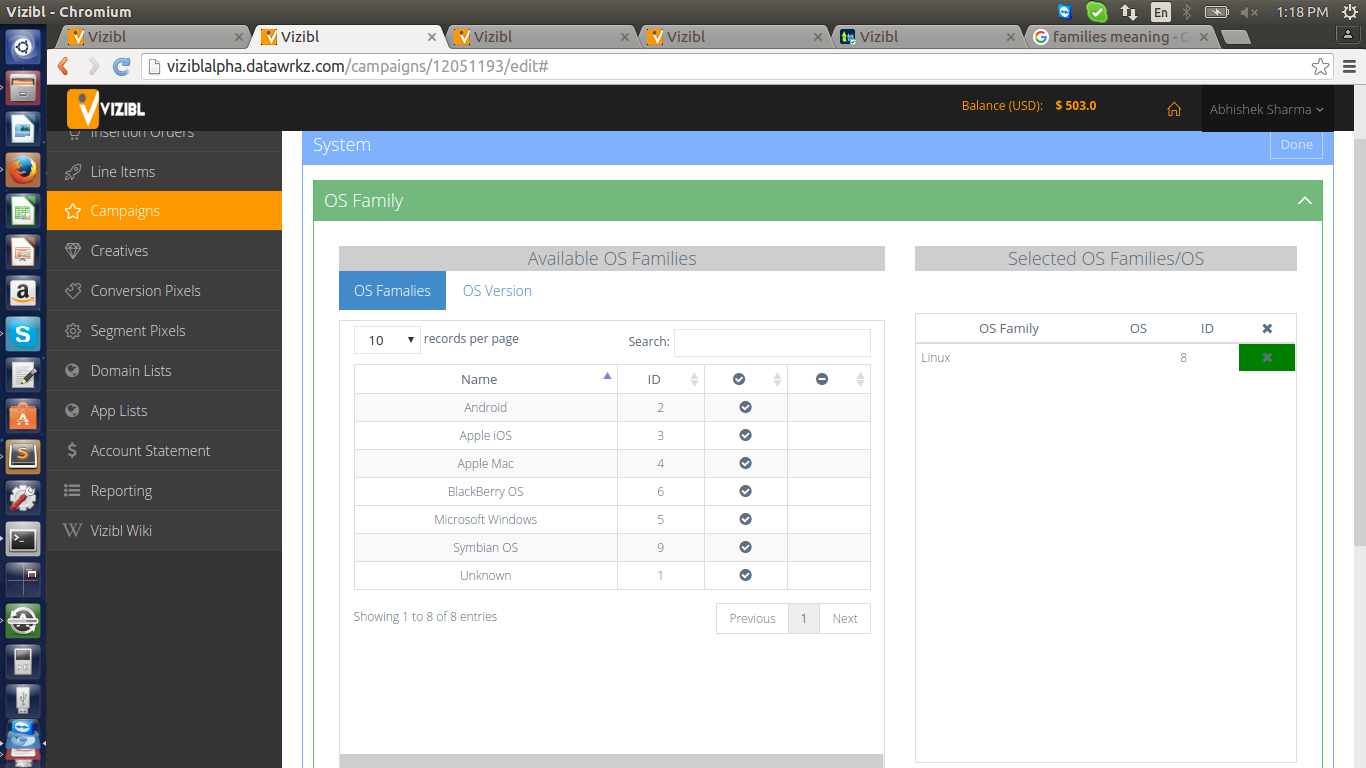 Vizibl - Chromium
En
1:18 PM
Vizibl
Vizibl
Vizibl
Vizibl
Vizibl
families meaning - G
viziblalpha.datawrkz.com/campaigns/12051193/edit#
VIZIBL
Balance (USD): $ 503.0
Abhishek Sharma
Insertion Orders
Line Items
Campaigns
Creatives
Conversion Pixels
Segment Pixels
Domain Lists
App Lists
Account Statement
Reporting
Vizibl Wiki
System
Done
OS Family
Available OS Families
OS Famalies
OS Version
10 records per page
Search:
Name ID
Android 2
Apple iOS 3
Apple Mac 4
BlackBerry OS 6
Microsoft Windows 5
Symbian OS 9
Unknown 1
Showing 1 to 8 of 8 entries
Previous 1 Next
Selected OS Families/OS
OS Family OS ID
Linux 8